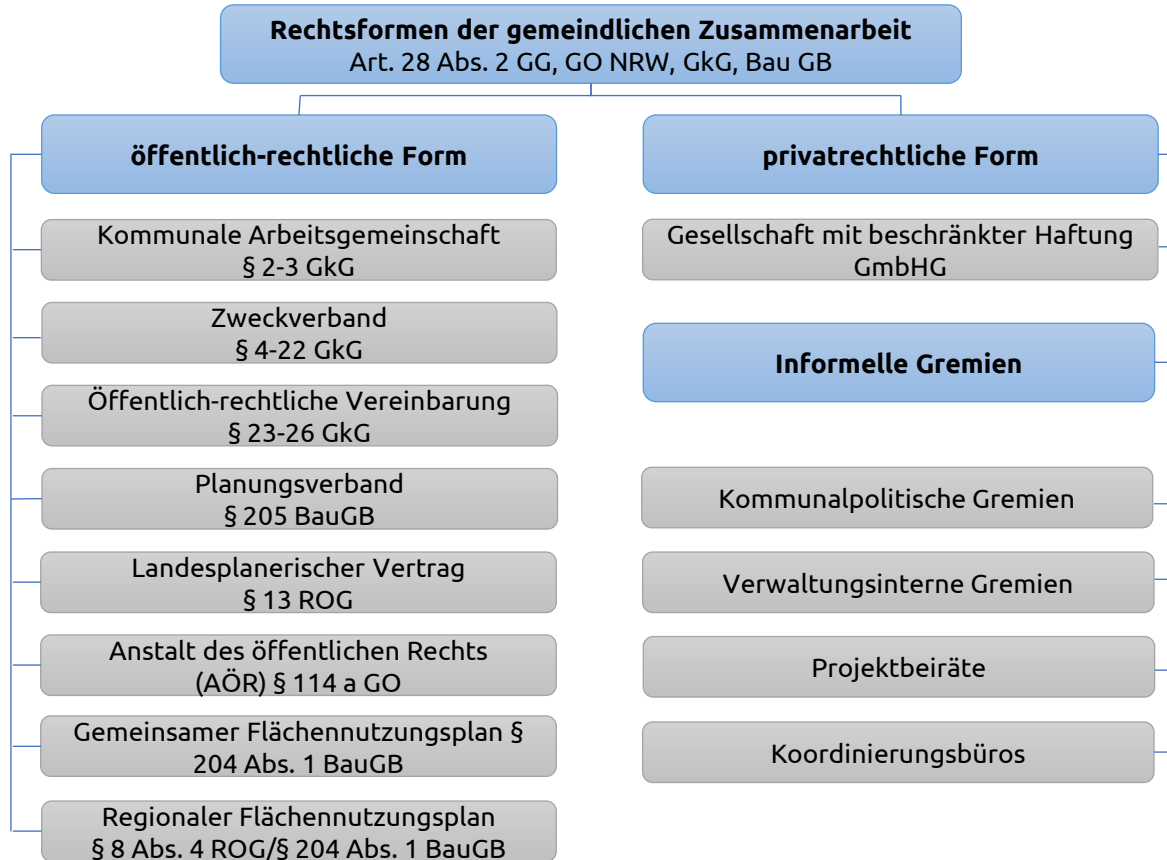 Rechtsformen der gemeindlichen Zusammenarbeit
Art. 28 Abs. 2 GG, GO NRW, GkG, Bau GB
öffentlich-rechtliche Form
Kommunale Arbeitsgemeinschaft
§ 2-3 GkG
Zweckverband
§ 4-22 GkG
Öffentlich-rechtliche Vereinbarung
§ 23-26 GkG
Planungsverband
§ 205 BauGB
Landesplanerischer Vertrag
§ 13 ROG
Anstalt des öffentlichen Rechts
(AÖR) § 114 a GO
Gemeinsamer Flächennutzungsplan §
204 Abs. 1 BauGB
Regionaler Flächennutzungsplan
§ 8 Abs. 4 ROG/§ 204 Abs. 1 BauGB
privatrechtliche Form
Gesellschaft mit beschränkter Haftung
GmbHG
Informelle Gremien
Kommunalpolitische Gremien
Verwaltungsinterne Gremien
Projektbeiräte
Koordinierungsbüros